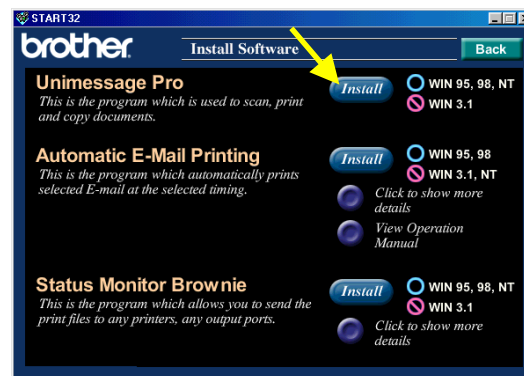 START32
brother
Install Software
Back
Unimessage Pro
This is the program which is used to scan, print
and copy documents.
Install
WIN 95, 98, NT
WIN 3.1
Automatic E-Mail Printing
This is the program which automatically prints
selected E-mail at the selected timing.
Install
WIN 95, 98
WIN 3.1, NT
Click to show more
details
View Operation
Manual
Status Monitor Brownie
This is the program which allows you to send the
print files to any printers, any output ports.
Install
WIN 95, 98, NT
WIN 3.1
Click to show more
details